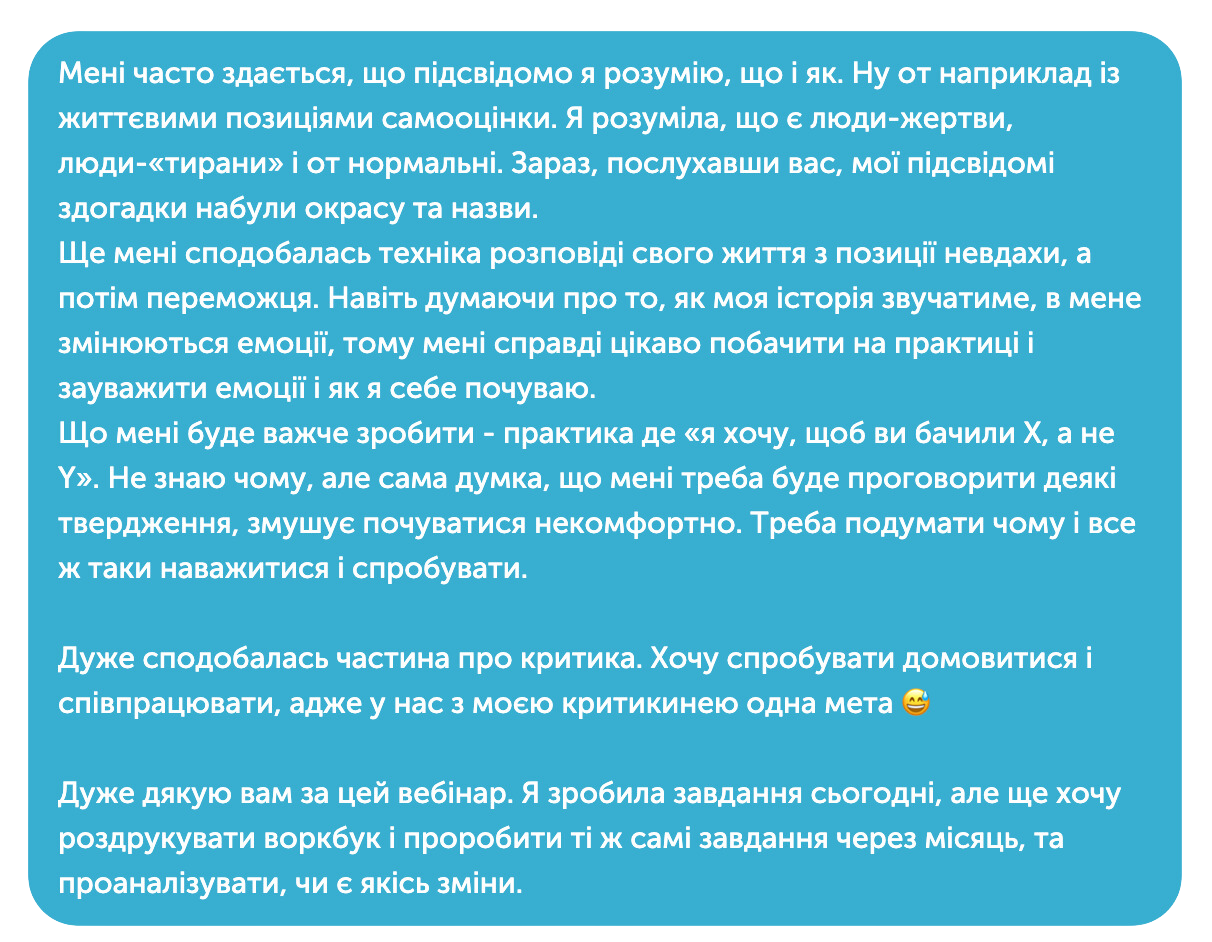 Мені часто здається, що підсвідомо я розумію, що і як. Ну от наприклад із
життєвими позиціями самооцінки. Я розуміла, що є люди-жертви,
люди-«тирани» і от нормальні. Зараз, послухавши вас, мої підсвідомі
здогадки набули окрасу та назви.
Ще мені сподобалась техніка розповіді свого життя з позиції невдахи, а
потім переможця. Навіть думаючи про то, як моя історія звучатиме, в мене
змінюються емоції, тому мені справді цікаво побачити на практиці і
зауважити емоції і як я себе почуваю.
Що мені буде важче зробити - практика де «я хочу, щоб ви бачили X, а не
Y». Не знаю чому, але сама думка, що мені треба буде проговорити деякі
твердження, змушує почуватися некомфортно. Треба подумати чому і все
ж таки наважитися і спробувати.
Дуже сподобалась частина про критика. Хочу спробувати домовитися і
співпрацювати, адже у нас з моєю критикинею одна мета 😅
Дуже дякую вам за цей вебінар. Я зробила завдання сьогодні, але ще хочу
роздрукувати воркбук і проробити ті ж самі завдання через місяць, та
проаналізувати, чи є якісь зміни.